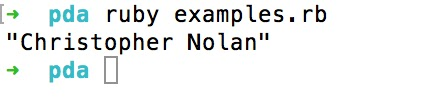 [→ pda ruby examples.rb
"Christopher Nolan"
→ pda